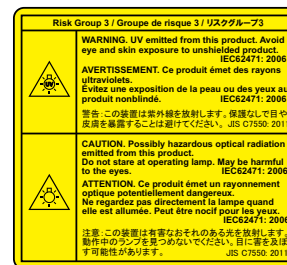 Risk Group 3 / Groupe de risque 3 / リスクグループ3
WARNING. UV emitted from this product. Avoid
eye and skin exposure to unshielded product.
IEC62471: 2006
AVERTISSEMENT. Ce produit émet des rayons
ultraviolets.
Évitez une exposition de la peau ou des yeux au
produit nonblindé. IEC62471: 2006
警告：この装置は紫外線を放射します。保護なしで目や
皮膚を暴露することは避けてください。 JIS C7550: 2011
UV
CAUTION. Possibly hazardous optical radiation
emitted from this product.
Do not stare at operating lamp. May be harmful
to the eyes. IEC62471: 2006
ATTENTION. Ce produit émet un rayonnement
optique potentiellement dangereux.
Ne regardez pas directement la lampe quand
elle est allumée. Peut être nocif pour les yeux.
IEC62471: 2006
注意：この装置は有害なおそれのある光を放射します。
動作中のランプを見つめないでください。目に害を及ぼ
す可能性があります。 JIS C7550: 2011